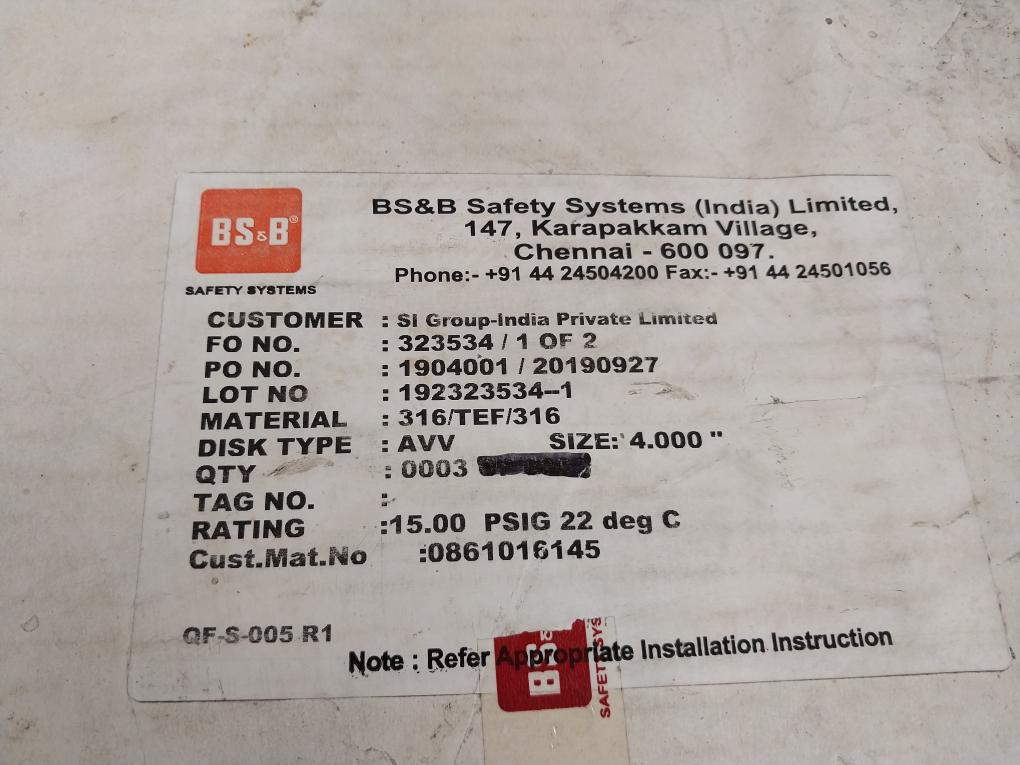 BS&B®
SAFETY SYSTEMS
BS&B Safety Systems (India) Limited,
147, Karapakkam Village,
Chennai - 600 097.
Phone:- +91 44 24504200 Fax:- +91 44 24501056
CUSTOMER : SI Group-India Private Limited
FO NO. : 323534 / 1 OF 2
PO NO. : 1904001 / 20190927
LOT NO : 192323534--1
MATERIAL : 316/TEF/316
DISK TYPE : AVV SIZE: 4.000 "
QTY : 0003
TAG NO. :
RATING :15.00 PSIG 22 deg C
Cust.Mat.No :0861016145
QF-S-005 R1
Note : Refer Appropriate Installation Instruction
BS&
SAFETY SYS